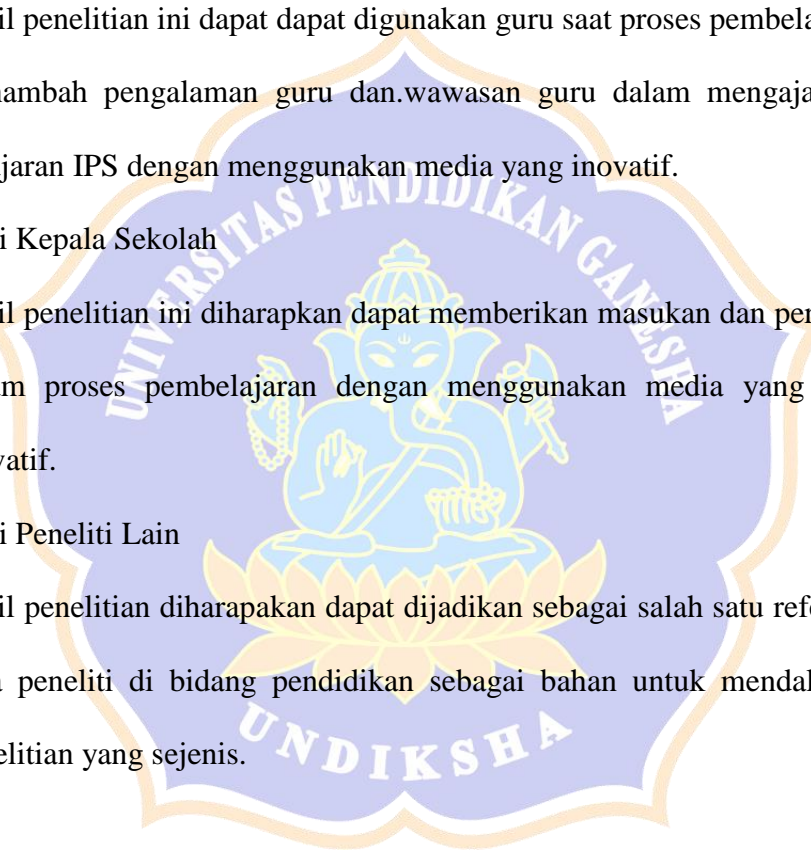 il penelitian ini dapat dapat digunakan guru saat proses pembela
nambah pengalaman guru dan.wawasan guru dalam mengaja
jaran IPS dengan menggunakan media yang inovatif.
UNIVERSITAS PENDIDIKAN GANESHA
i Kepala Sekolah
il penelitian ini diharapkan dapat memberikan masukan dan per
m proses pembelajaran dengan menggunakan media yang
vatif.
i Peneliti Lain
il penelitian diharapakan dapat dijadikan sebagai salah satu refe
a peneliti di bidang pendidikan sebagai bahan untuk mendal
elitian yang sejenis.
UNDIKSHA